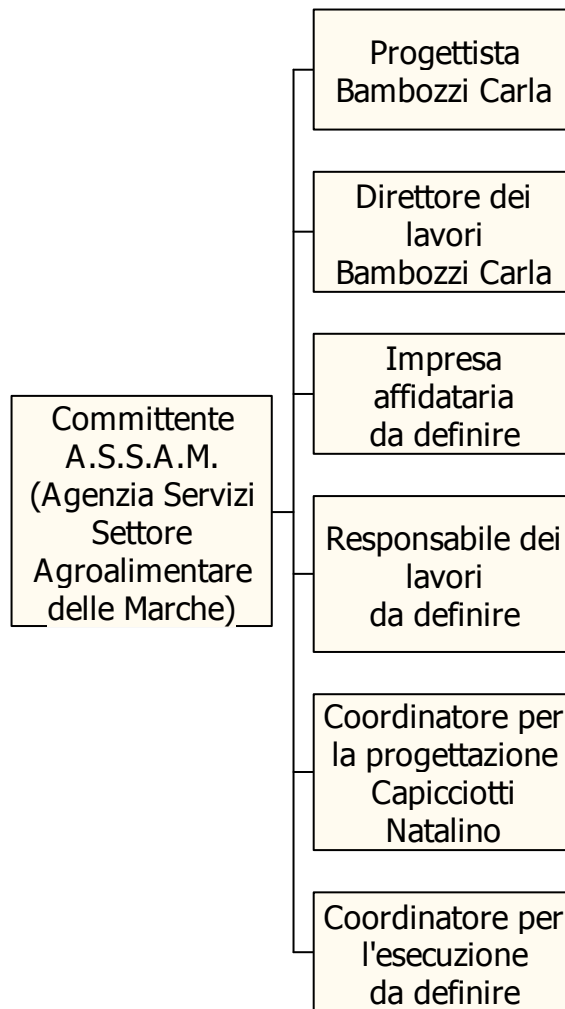 Progettista
Bambozzi Carla
Direttore dei
lavori
Bambozzi Carla
Impresa
affidataria
da definire
Committente
A.S.S.A.M.
(Agenzia Servizi
Settore
Agroalimentare
delle Marche)
Responsabile dei
lavori
da definire
Coordinatore per
la progettazione
Capicciotti
Natalino
Coordinatore per
l'esecuzione
da definire